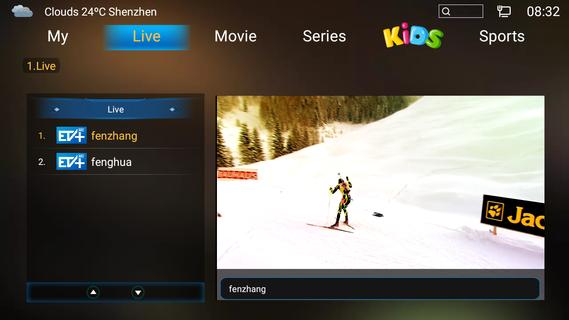 Clouds 24ºC Shenzhen
08:32
My
Live
Movie
Series
KIDS
Sports
1.Live
Live
1. ETV+ fenzhang
2. ETV+ fenghua
Jac
fenzhang